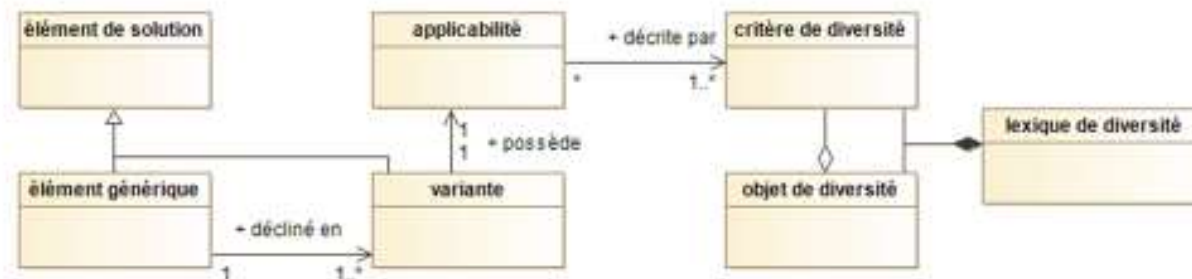 élément de solution
applicabilité
+ décrite par
critère de diversité
*
1..*
lexique de diversité
1
1
+ possède
élément générique
variante
objet de diversité
+ décliné en
1
1..*